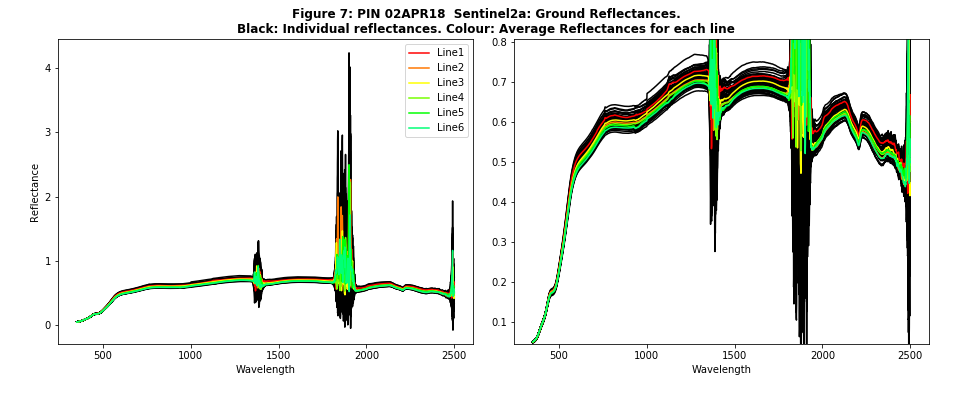 Figure 7: PIN 02APR18  Sentinel2a: Ground Reflectances.
Black: Individual reflectances. Colour: Average Reflectances for each line
Reflectance
4
3
2
1
0
500
1000
1500
2000
2500
Wavelength
Line1
Line2
Line3
Line4
Line5
Line6
0.8
0.7
0.6
0.5
0.4
0.3
0.2
0.1
500
1000
1500
2000
2500
Wavelength